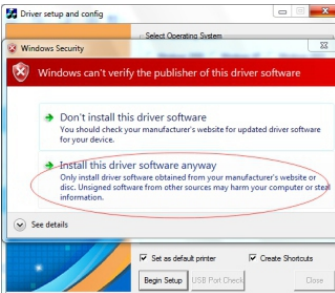 Driver setup and config
Select Operating System
Windows Security
Windows can't verify the publisher of this driver software
Don't install this driver software
You should check your manufacturer's website for updated driver software
for your device.
Install this driver software anyway
Only install driver software obtained from your manufacturer's website or
disc. Unsigned software from other sources may harm your computer or steal
information.
See details
Set as default printer
Create Shortcuts
Begin Setup
USB Port Check
Close